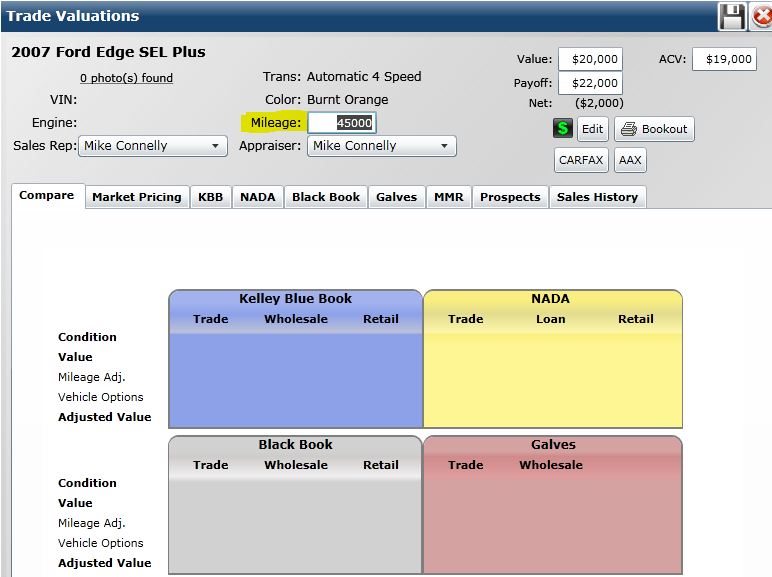 Trade Valuations
2007 Ford Edge SEL Plus
0 photo(s) found
Trans: Automatic 4 Speed
VIN:
Color: Burnt Orange
Engine:
Mileage: 45000
Sales Rep: Mike Connelly
Appraiser: Mike Connelly
Value: $20,000
ACV: $19,000
Payoff: $22,000
Net: ($2,000)
$ Edit Bookout
CARFAX AAX
Compare Market Pricing KBB NADA Black Book Galves MMR Prospects Sales History
Kelley Blue Book
Trade Wholesale Retail
NADA
Trade Loan Retail
Condition
Value
Mileage Adj.
Vehicle Options
Adjusted Value
Black Book
Trade Wholesale Retail
Galves
Trade Wholesale
Condition
Value
Mileage Adj.
Vehicle Options
Adjusted Value